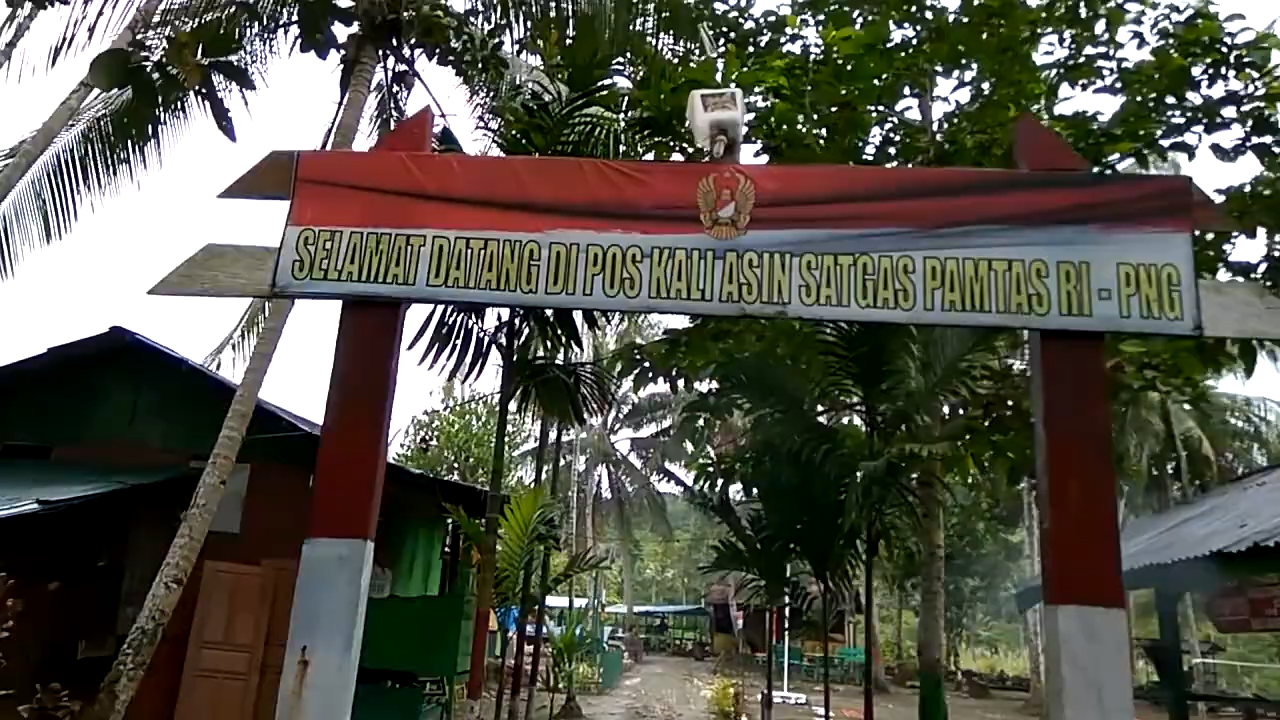 SELAMAT DATANG DI POS KALI ASIN SATGAS PAMTAS RI - PNG